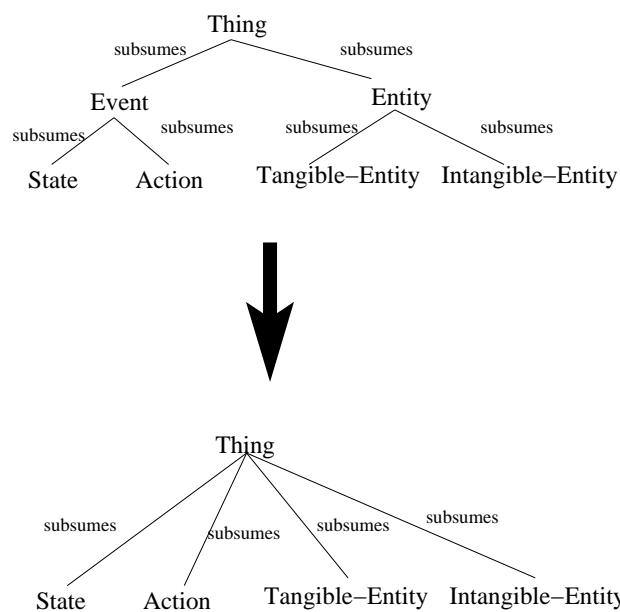 Thing
subsumes subsumes
Event Entity
subsumes subsumes subsumes subsumes
State Action Tangible−Entity Intangible−Entity
Thing
subsumes subsumes subsumes subsumes
State Action Tangible−Entity Intangible−Entity